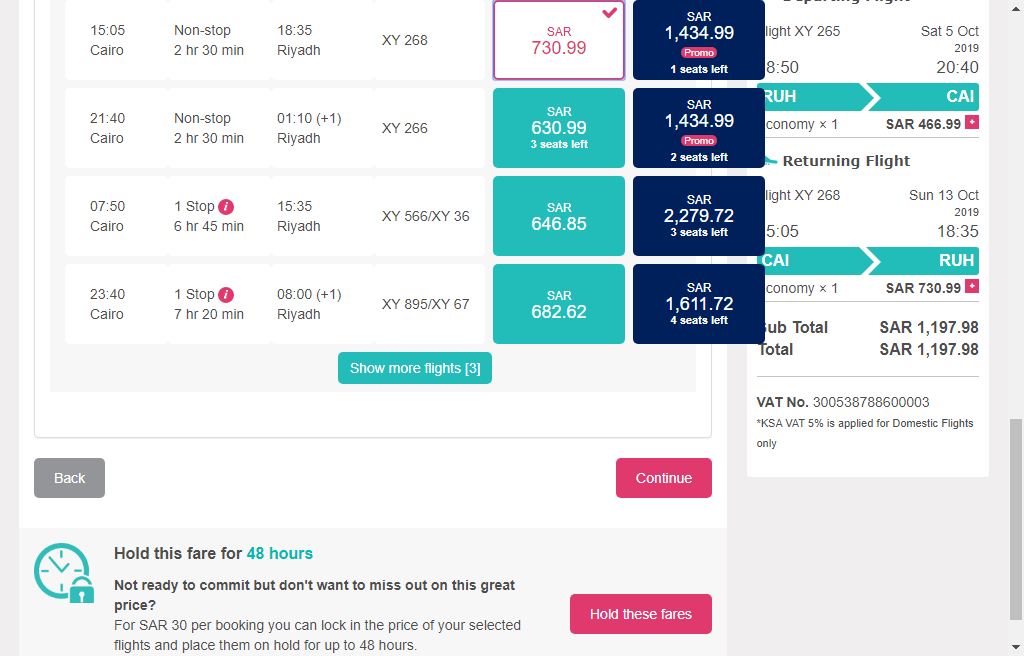 15:05
Cairo
Non-stop
2 hr 30 min
18:35
Riyadh
XY 268
SAR
730.99
SAR
1,434.99
Promo
1 seats left
21:40
Cairo
Non-stop
2 hr 30 min
01:10 (+1)
Riyadh
XY 266
SAR
630.99
3 seats left
SAR
1,434.99
Promo
2 seats left
07:50
Cairo
1 Stop i
6 hr 45 min
15:35
Riyadh
XY 566/XY 36
SAR
646.85
SAR
2,279.72
3 seats left
23:40
Cairo
1 Stop i
7 hr 20 min
08:00 (+1)
Riyadh
XY 895/XY 67
SAR
682.62
SAR
1,611.72
4 seats left
Show more flights [3]
Back
Continue
Hold this fare for 48 hours
Not ready to commit but don't want to miss out on this great
price?
For SAR 30 per booking you can lock in the price of your selected
flights and place them on hold for up to 48 hours.
Hold these fares
light XY 265
Sat 5 Oct
2019
8:50
20:40
RUH
CAI
conomy × 1
SAR 466.99 +
Returning Flight
light XY 268
Sun 13 Oct
2019
5:05
18:35
CAI
RUH
conomy × 1
SAR 730.99 +
ub Total
SAR 1,197.98
Total
SAR 1,197.98
VAT No. 300538788600003
*KSA VAT 5% is applied for Domestic Flights
only